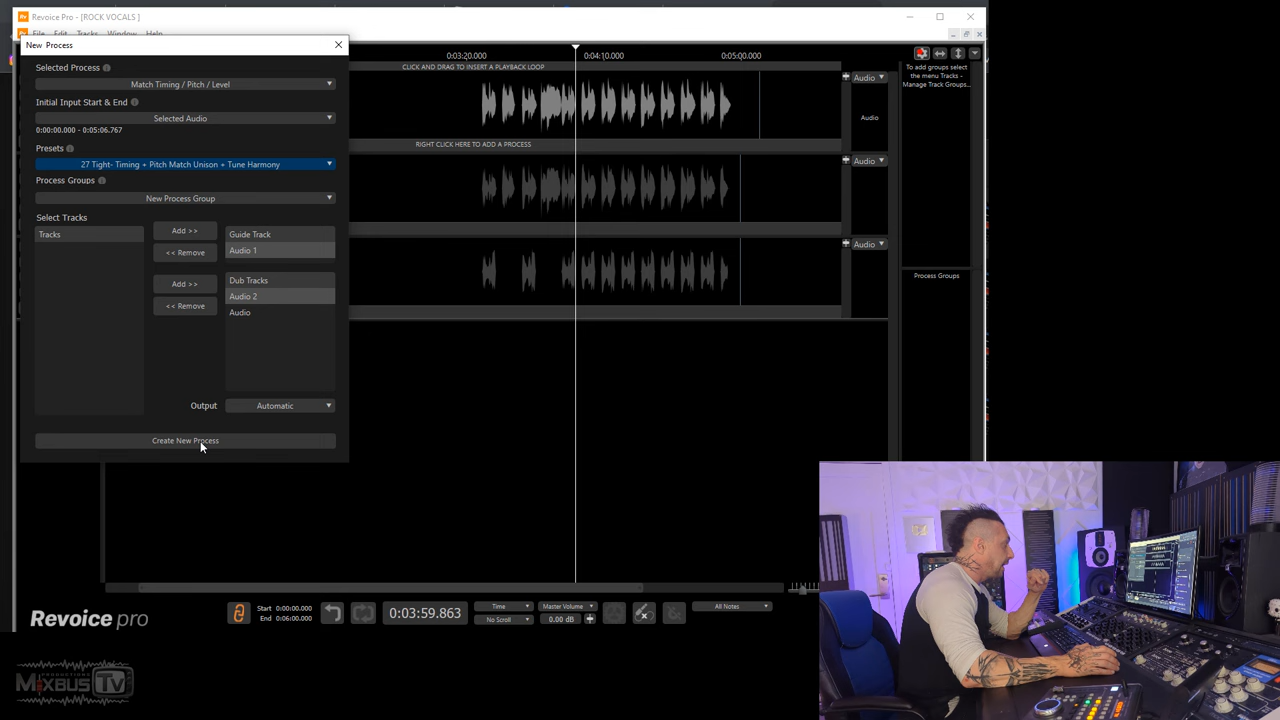 Revoice Pro - [ROCK VOCALS ]
File Edit Tracks Window Help
New Process
Selected Process
Match Timing / Pitch / Level
Initial Input Start & End
Selected Audio
0:00:00.000 - 0:05:06.767
Presets
27 Tight- Timing + Pitch Match Unison + Tune Harmony
Process Groups
New Process Group
Select Tracks
Tracks
Add >>
<< Remove
Guide Track
Audio 1
Add >>
<< Remove
Dub Tracks
Audio 2
Audio
Output
Automatic
Create New Process
0:03:20.000
0:04:10.000
0:05:00.000
CLICK AND DRAG TO INSERT A PLAYBACK LOOP
RIGHT CLICK HERE TO ADD A PROCESS
Audio
Audio
Audio
Audio
To add groups select
the menu Tracks -
Manage Track Groups...
Process Groups
Revoice pro
Start 0:00:00.000
End 0:06:00.000
0:03:59.863
Time
No Scroll
Master Volume
0.00 dB
All Notes
MIXBUS TV
PRODUCTIONS